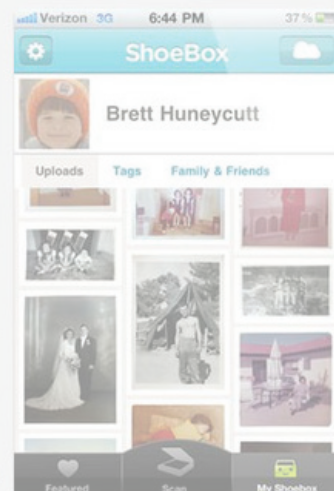 Verizon 3G 6:44 PM 37%
ShoeBox
Brett Huneycutt
Uploads Tags Family & Friends
Featured Scan My Shoebox